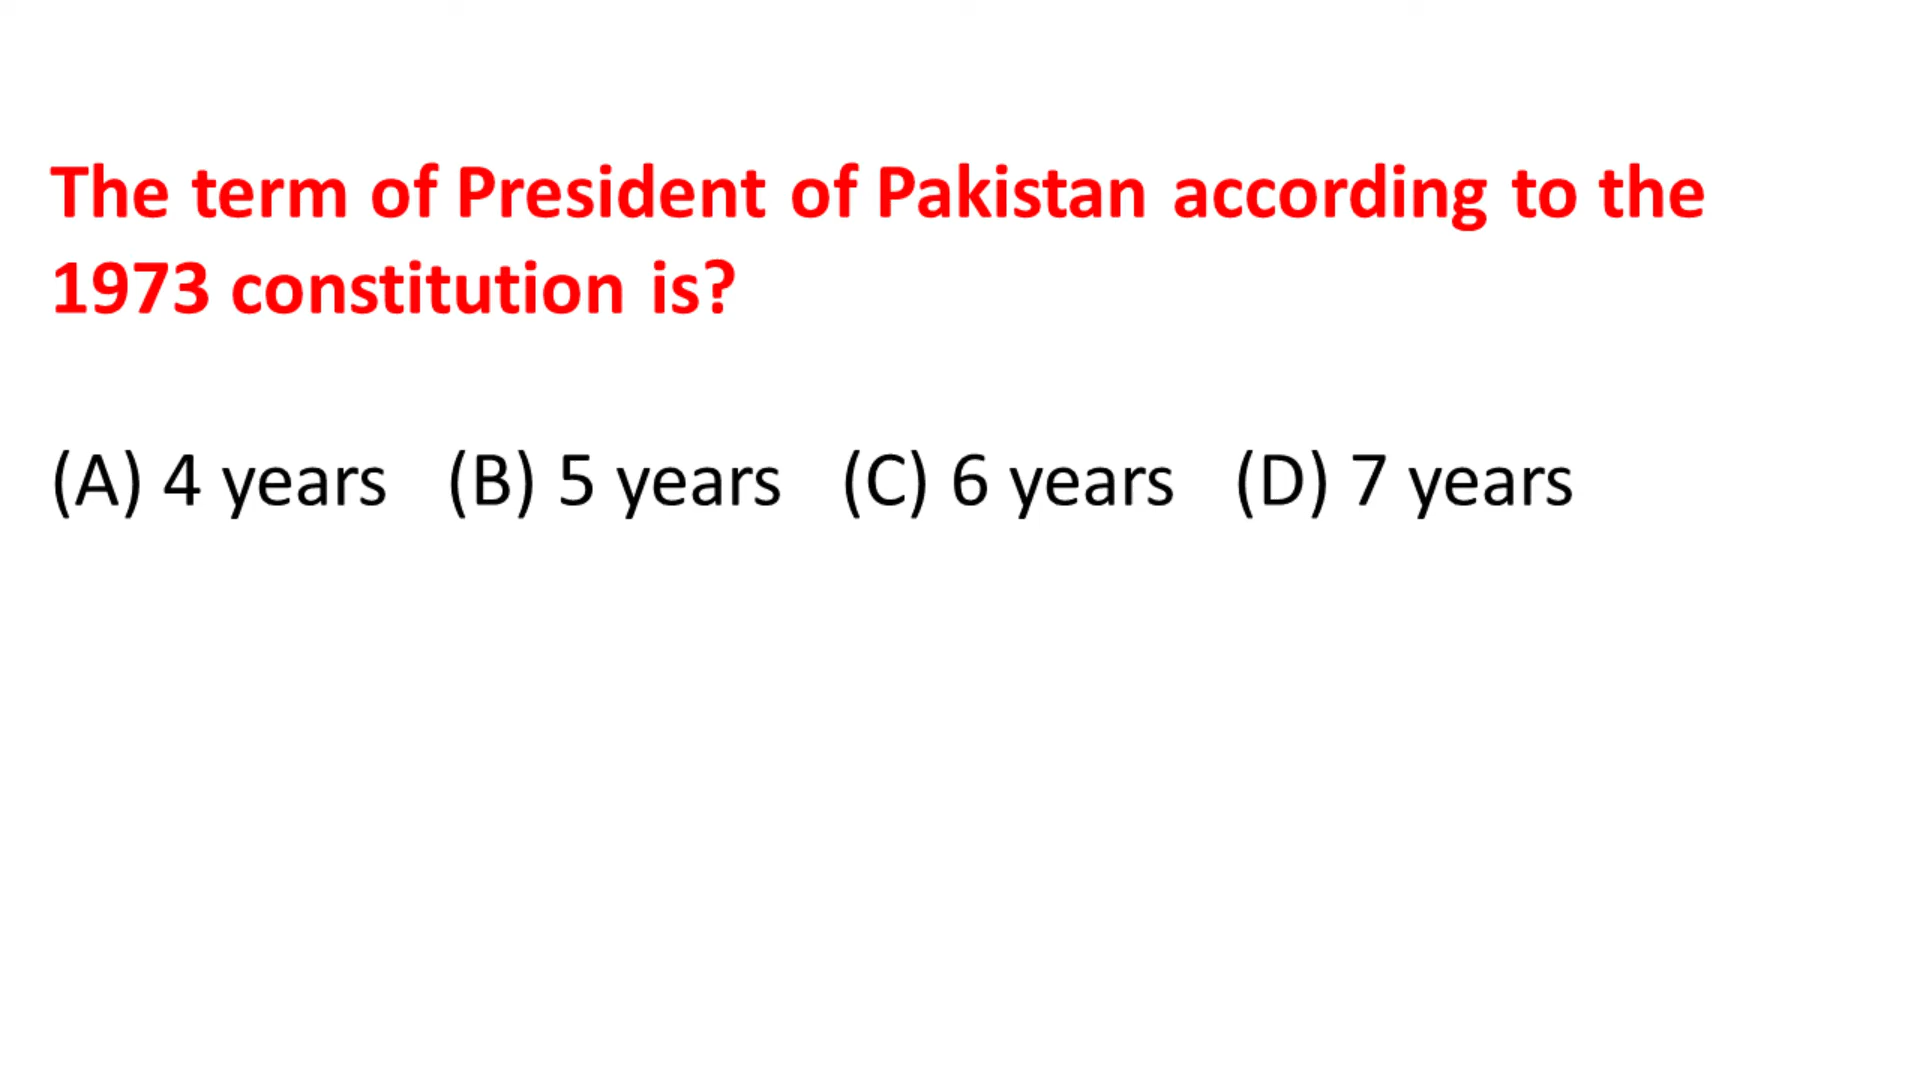 The term of President of Pakistan according to the
1973 constitution is?
(A) 4 years (B) 5 years (C) 6 years (D) 7 years